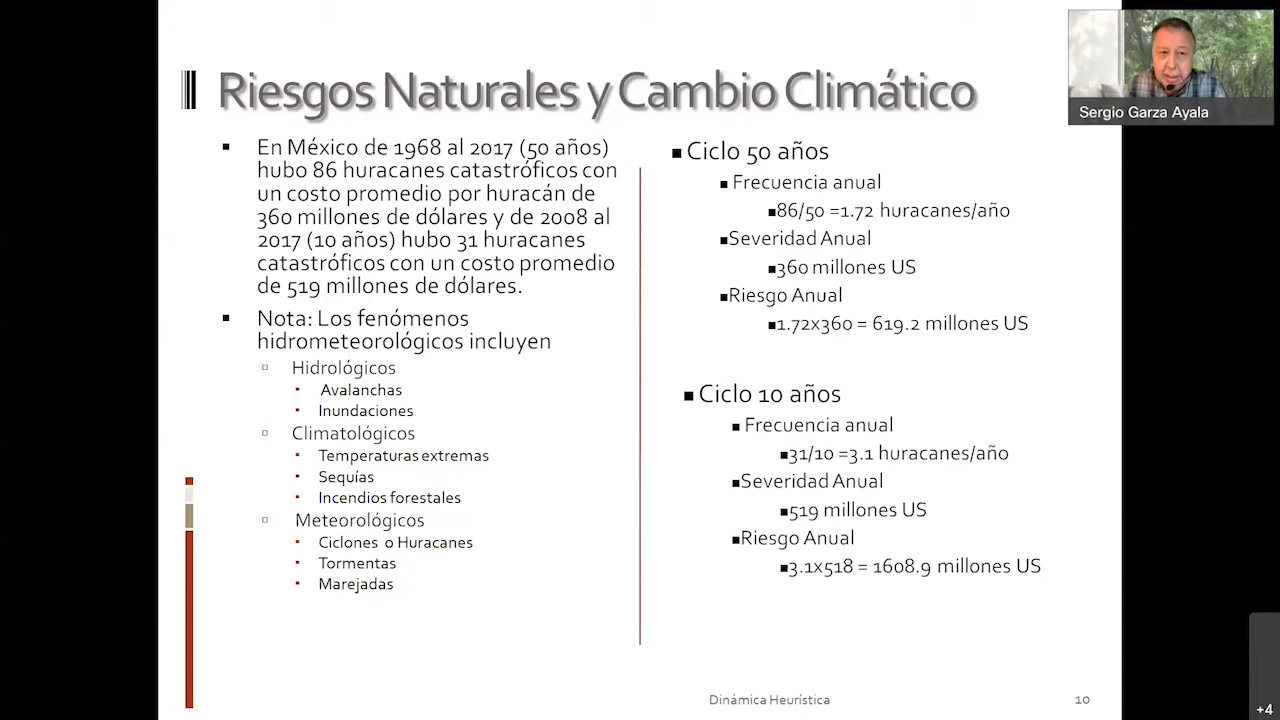 Riesgos Naturales y Cambio Climático
En México de 1968 al 2017 (50 años)
hubo 86 huracanes catastróficos con
un costo promedio por huracán de
360 millones de dólares y de 2008 al
2017 (10 años) hubo 31 huracanes
catastróficos con un costo promedio
de 519 millones de dólares.
Nota: Los fenómenos
hidrometeorológicos incluyen
Hidrológicos
Avalanchas
Inundaciones
Climatológicos
Temperaturas extremas
Sequías
Incendios forestales
Meteorológicos
Ciclones o Huracanes
Tormentas
Marejadas
Ciclo 50 años
Frecuencia anual
86/50 =1.72 huracanes/año
Severidad Anual
360 millones US
Riesgo Anual
1.72x360 = 619.2 millones US
Ciclo 10 años
Frecuencia anual
31/10 =3.1 huracanes/año
Severidad Anual
519 millones US
Riesgo Anual
3.1x518 = 1608.9 millones US
Dinámica Heurística
10
Sergio Garza Ayala
+4